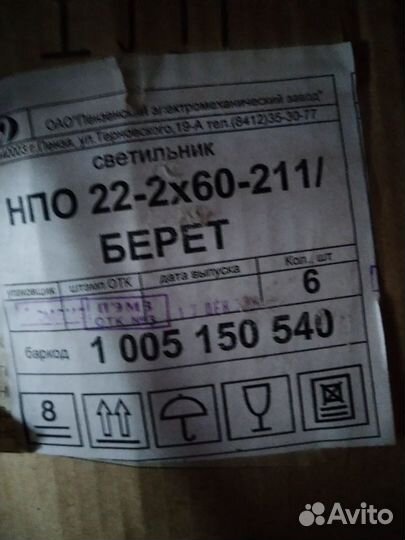 ОАО "Пензенский электромеханический завод"
г.Пенза, ул.Терновского,19-А тел.(8412)35-30-77
светильник
НПО 22-2х60-211/
БЕРЕТ
упаковщик штамп ОТК дата выпуска Кол., шт
ПЭМЗ
ОТК №3
6
баркод 1 005 150 540
8
Avito